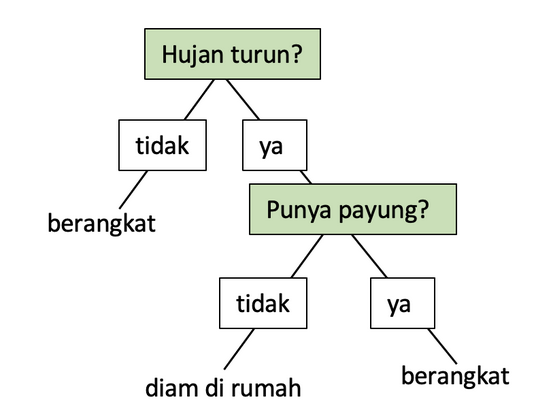 Hujan turun?
tidak
ya
berangkat
Punya payung?
tidak
ya
diam di rumah
berangkat